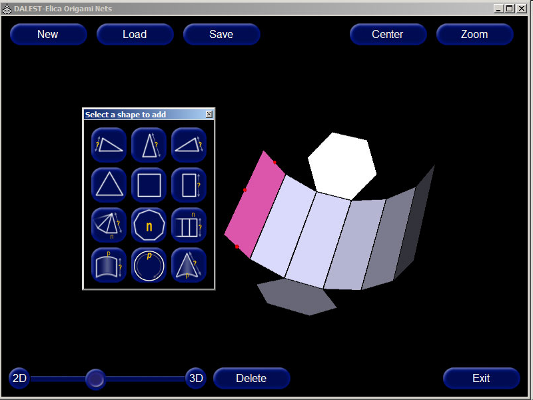 DALEST-Elica Origami Nets
New
Load
Save
Center
Zoom
Select a shape to add
?
?
?
?
?
n
n
n
?
?
p
?
n
2D
3D
Delete
Exit